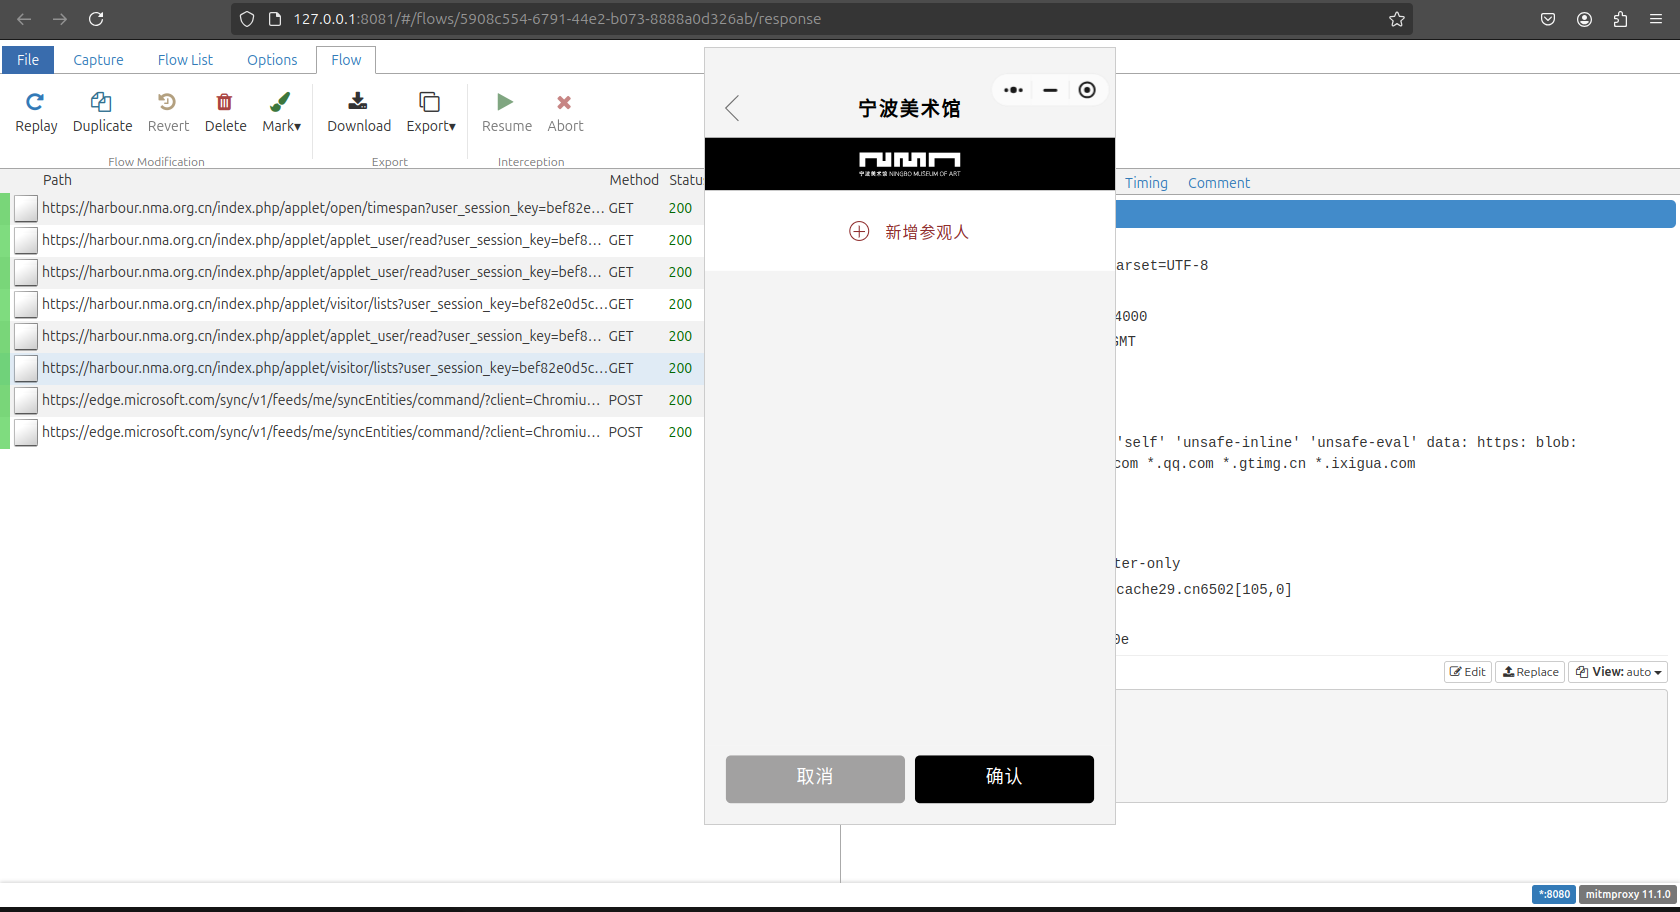 127.0.0.1:8081/#/flows/5908c554-6791-44e2-b073-8888a0d326ab/response
File Capture Flow List Options Flow
Replay Duplicate Revert Delete Mark▾ Download Export▾ Resume Abort
Flow Modification Export Interception
Path Method Statu
https://harbour.nma.org.cn/index.php/applet/open/timespan?user_session_key=bef82e... GET 200
https://harbour.nma.org.cn/index.php/applet/applet_user/read?user_session_key=bef8... GET 200
https://harbour.nma.org.cn/index.php/applet/applet_user/read?user_session_key=bef8... GET 200
https://harbour.nma.org.cn/index.php/applet/visitor/lists?user_session_key=bef82e0d5c... GET 200
https://harbour.nma.org.cn/index.php/applet/applet_user/read?user_session_key=bef8... GET 200
https://harbour.nma.org.cn/index.php/applet/visitor/lists?user_session_key=bef82e0d5c... GET 200
https://edge.microsoft.com/sync/v1/feeds/me/syncEntities/command/?client=Chromiu... POST 200
https://edge.microsoft.com/sync/v1/feeds/me/syncEntities/command/?client=Chromiu... POST 200
宁波美术馆
宁波美术馆 NINGBO MUSEUM OF ART
新增参观人
取消 确认
Timing Comment
arset=UTF-8
4000
GMT
'self' 'unsafe-inline' 'unsafe-eval' data: https: blob:
com *.qq.com *.gtimg.cn *.ixigua.com
ter-only
cache29.cn6502[105,0]
0e
Edit Replace View: auto
*:8080 mitmproxy 11.1.0